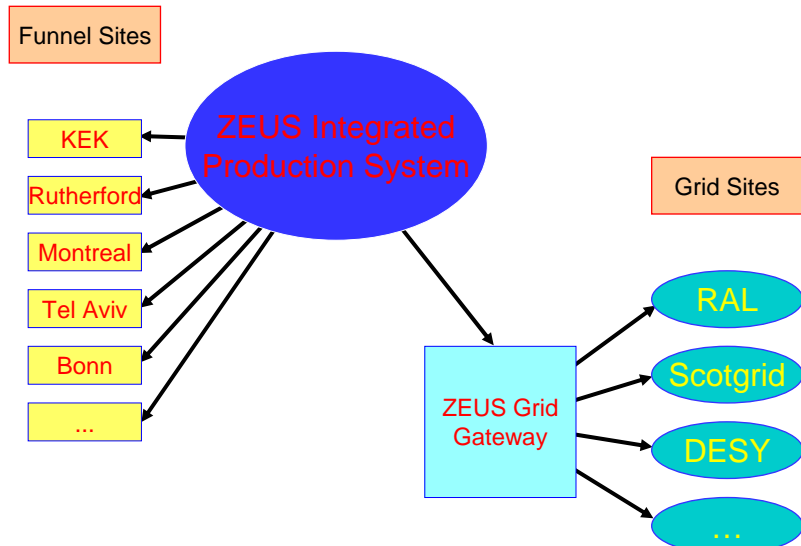 Funnel Sites
ZEUS Integrated
Production System
KEK
Rutherford
Montreal
Tel Aviv
Bonn
...
Grid Sites
ZEUS Grid
Gateway
RAL
Scotgrid
DESY
...